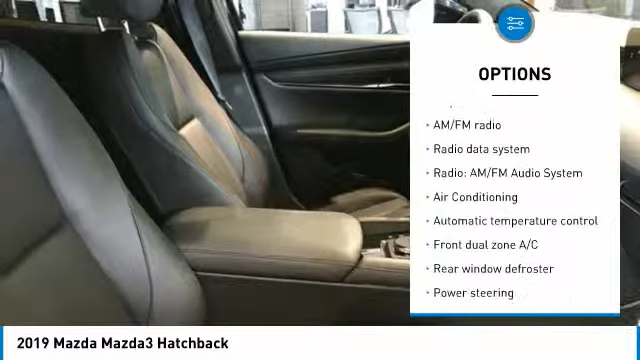 OPTIONS
AM/FM radio
Radio data system
Radio: AM/FM Audio System
Air Conditioning
Automatic temperature control
Front dual zone A/C
Rear window defroster
Power steering
2019 Mazda Mazda3 Hatchback